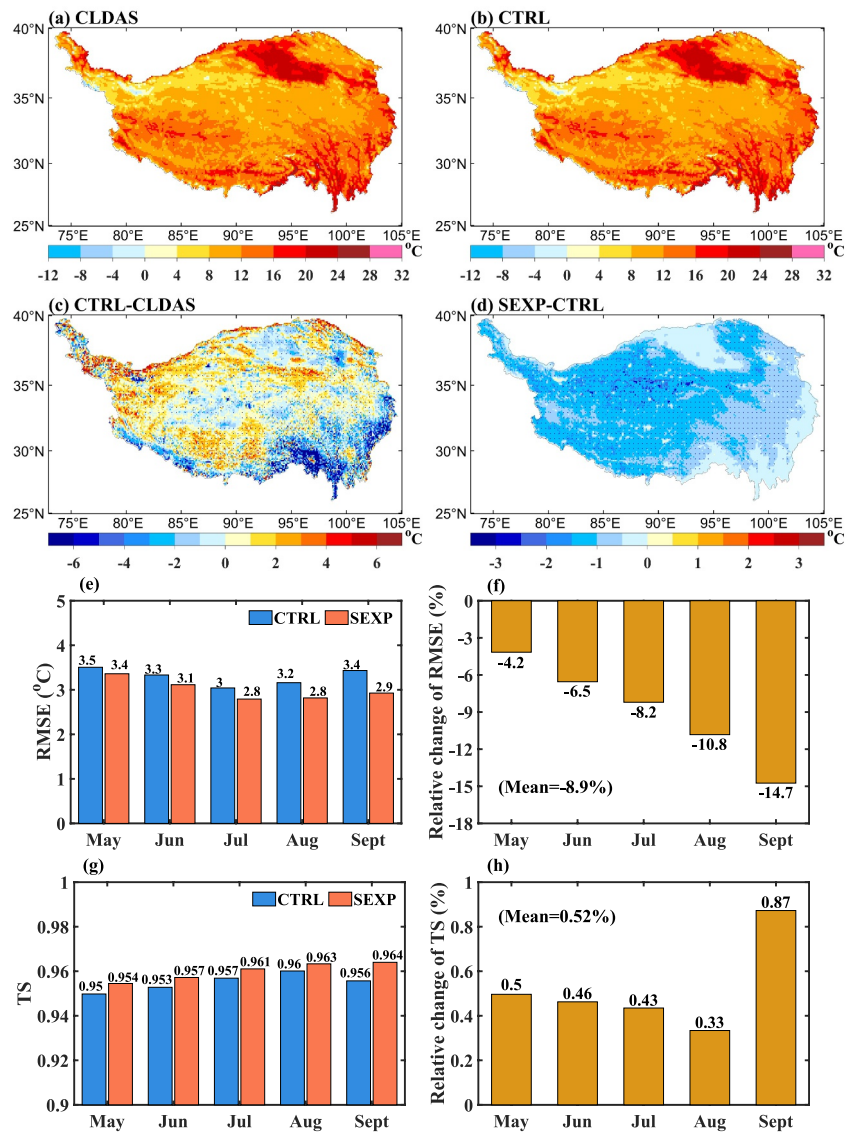 (a) CLDAS
(b) CTRL
40°N
35°N
30°N
25°N
75°E 80°E 85°E 90°E 95°E 100°E 105°E
-12 -8 -4 0 4 8 12 16 20 24 28 32
°C
40°N
35°N
30°N
25°N
75°E 80°E 85°E 90°E 95°E 100°E 105°E
-12 -8 -4 0 4 8 12 16 20 24 28 32
°C
(c) CTRL-CLDAS
(d) SEXP-CTRL
40°N
35°N
30°N
25°N
75°E 80°E 85°E 90°E 95°E 100°E 105°E
-6 -4 -2 0 2 4 6
°C
40°N
35°N
30°N
25°N
75°E 80°E 85°E 90°E 95°E 100°E 105°E
-3 -2 -1 0 1 2 3
°C
(e)
RMSE (°C)
5
4
3
2
1
0
CTRL SEXP
3.5 3.4 3.3 3.1 3 2.8 3.2 2.8 3.4 2.9
May Jun Jul Aug Sept
(f)
Relative change of RMSE (%)
0
-3
-6
-9
-12
-15
-18
-4.2
-6.5
-8.2
-10.8
-14.7
(Mean=-8.9%)
May Jun Jul Aug Sept
(g)
TS
1
0.98
0.96
0.94
0.92
0.9
CTRL SEXP
0.95 0.954 0.953 0.957 0.957 0.961 0.96 0.963 0.956 0.964
May Jun Jul Aug Sept
(h)
Relative change of TS (%)
1
0.8
0.6
0.4
0.2
0
(Mean=0.52%)
0.5 0.46 0.43 0.33 0.87
May Jun Jul Aug Sept